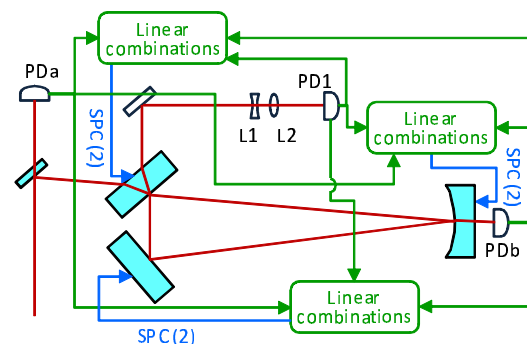 Linear
combinations
PDa
PD1
SPC (2)
L1
L2
Linear
combinations
SPC (2)
PDb
Linear
combinations
SPC (2)